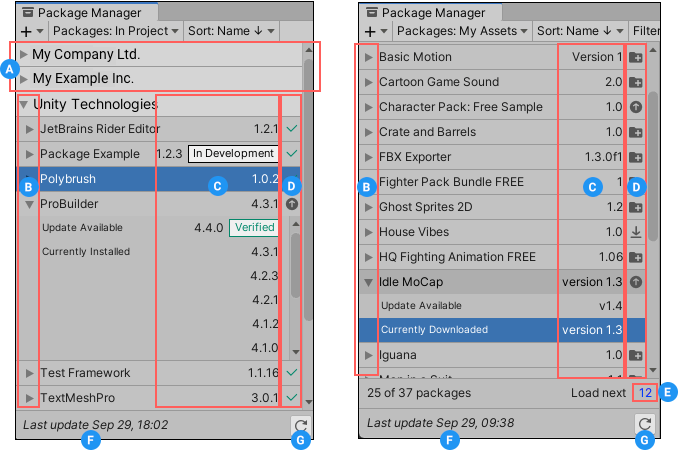 Package Manager
+ Packages: In Project Sort: Name ↓
A
My Company Ltd.
My Example Inc.
Unity Technologies
JetBrains Rider Editor 1.2.1
Package Example 1.2.3 In Development
B
Polybrush 1.0.2
C
D
ProBuilder 4.3.1
Update Available 4.4.0 Verified
Currently Installed 4.3.1
4.2.3
4.2.1
4.1.2
4.1.0
Test Framework 1.1.16
TextMeshPro 3.0.1
Last update Sep 29, 18:02
F
G
Package Manager
+ Packages: My Assets Sort: Name ↓ Filter
Basic Motion Version 1
Cartoon Game Sound 2.0
Character Pack: Free Sample 1.0
Crate and Barrels 1.0
FBX Exporter 1.3.0f1
B
Fighter Pack Bundle FREE 1
C
D
Ghost Sprites 2D 1.2
House Vibes 1.0
HQ Fighting Animation FREE 1.06
Idle MoCap version 1.3
Update Available v1.4
Currently Downloaded version 1.3
Iguana 1.0
Man in a Suit 1.1
25 of 37 packages Load next 12
E
Last update Sep 29, 09:38
F
G